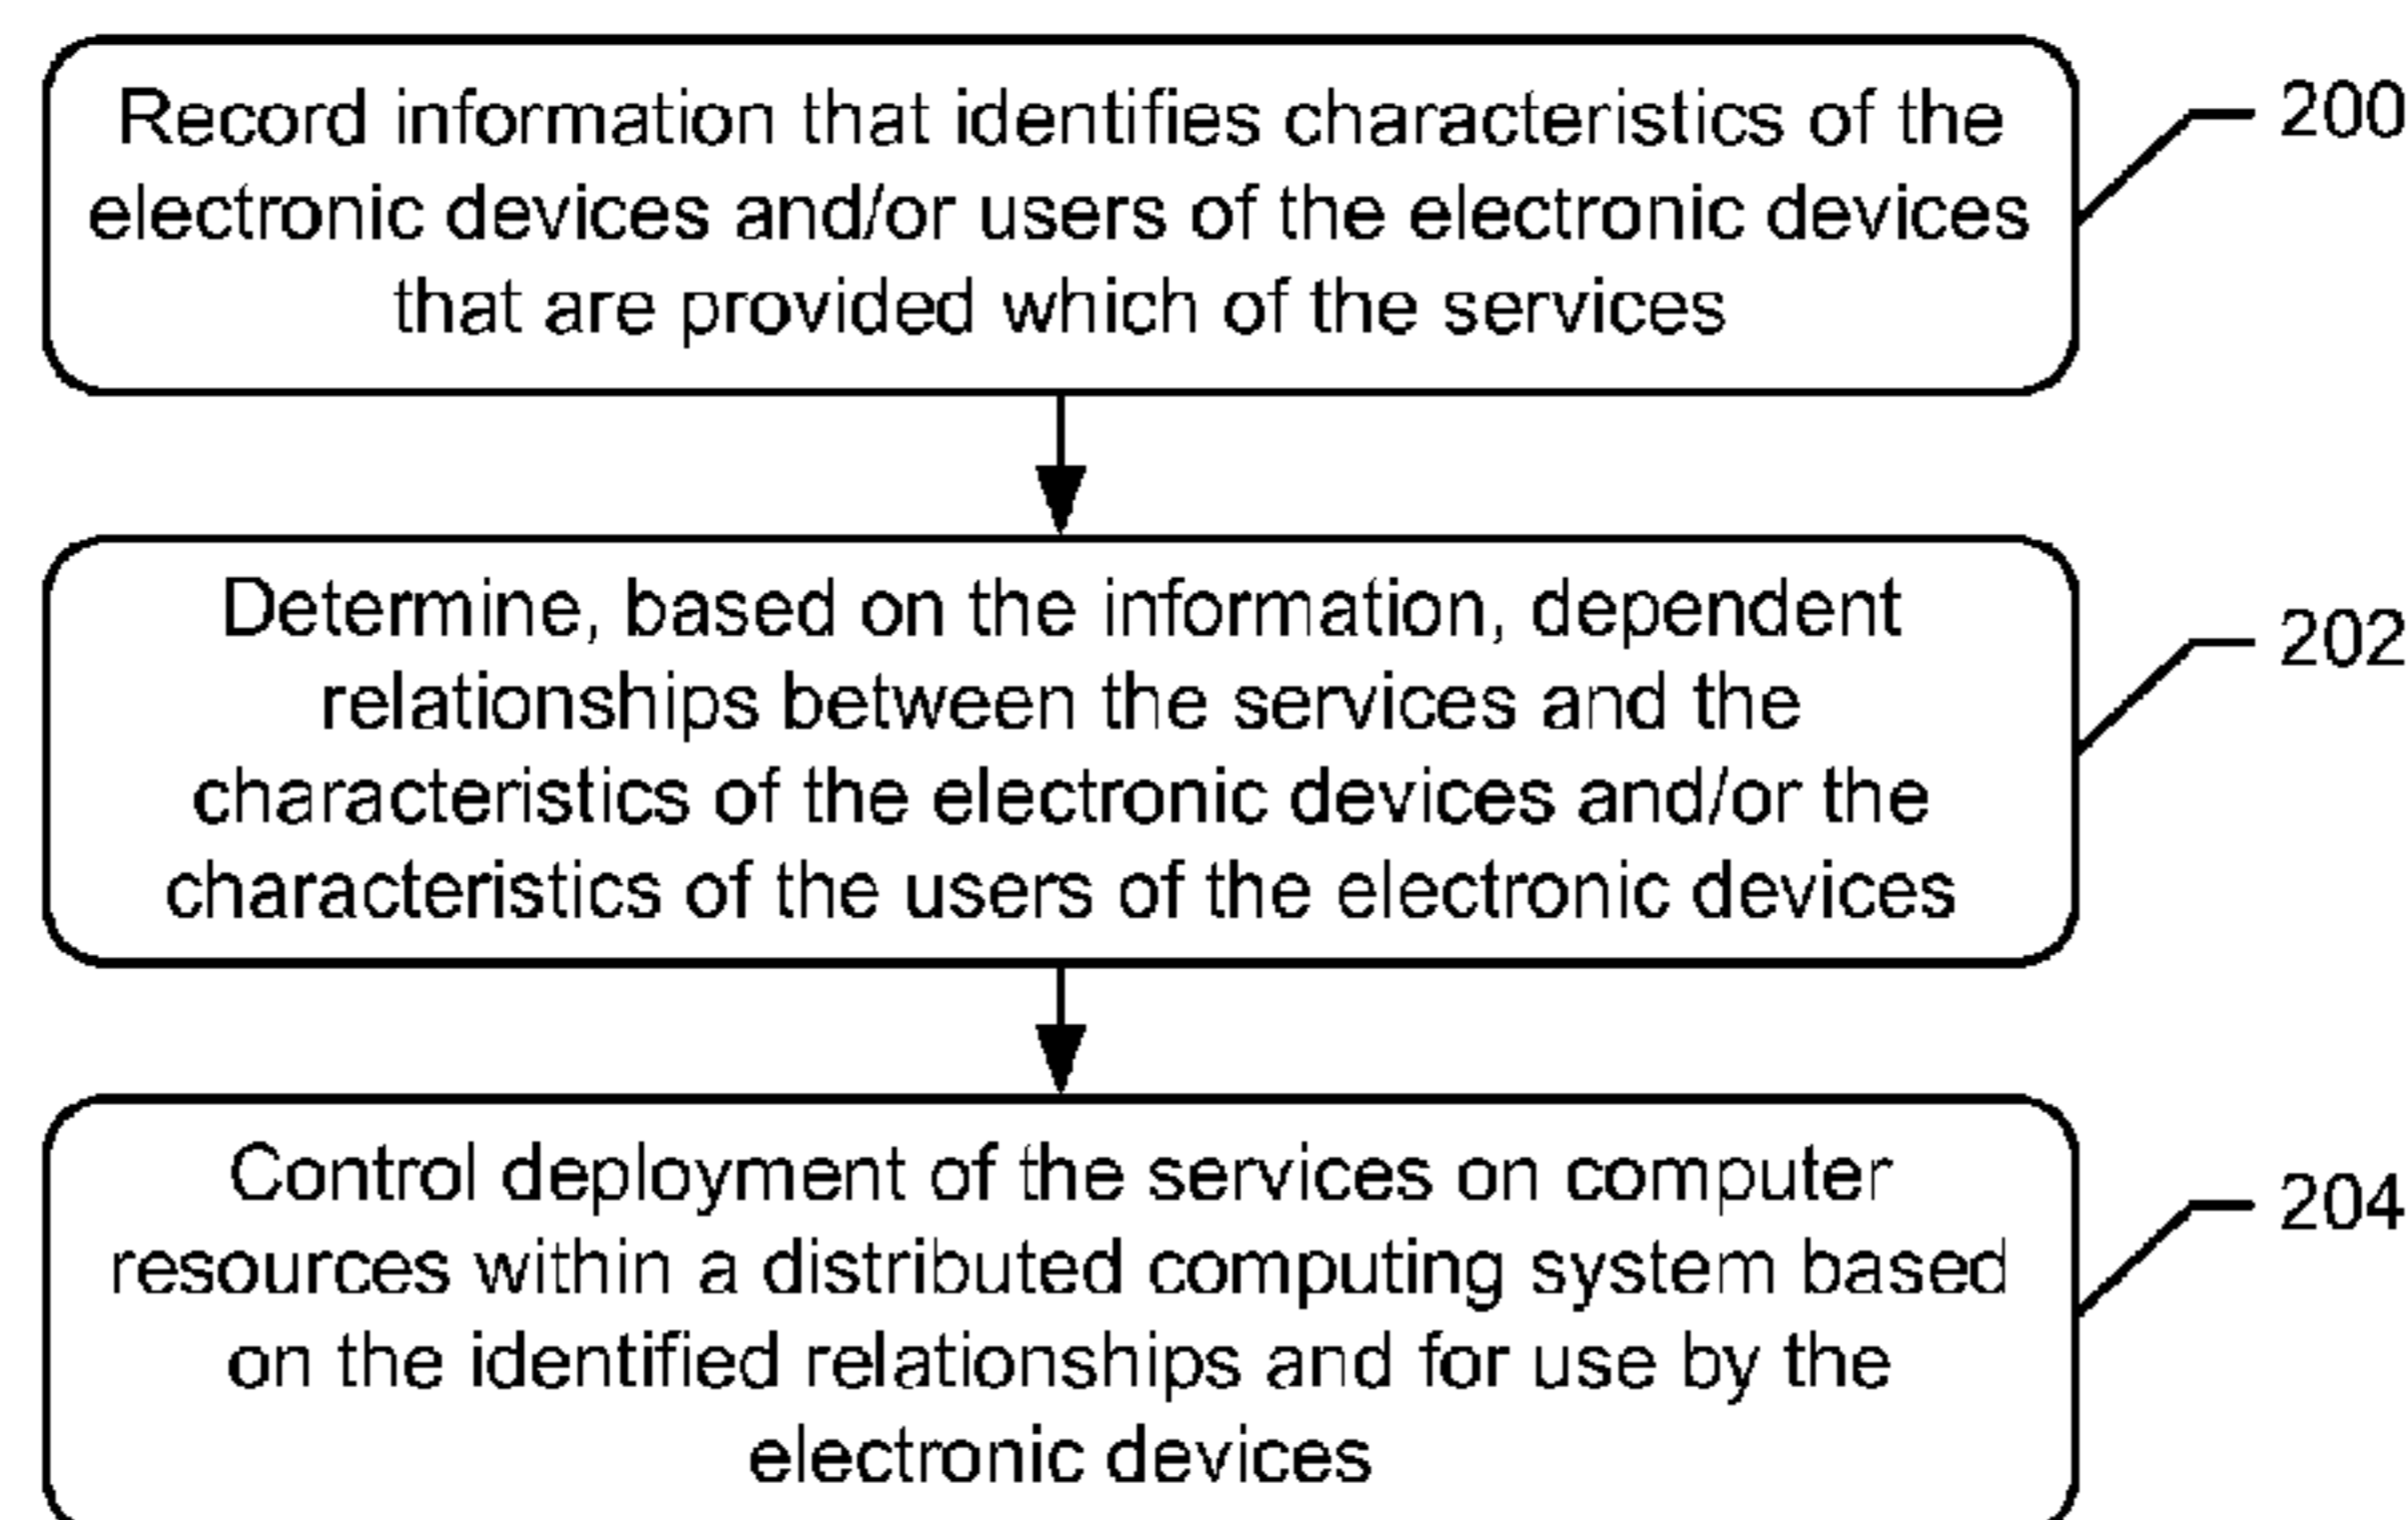 Record information that identifies characteristics of the
electronic devices and/or users of the electronic devices
that are provided which of the services
200
Determine, based on the information, dependent
relationships between the services and the
characteristics of the electronic devices and/or the
characteristics of the users of the electronic devices
202
Control deployment of the services on computer
resources within a distributed computing system based
on the identified relationships and for use by the
electronic devices
204